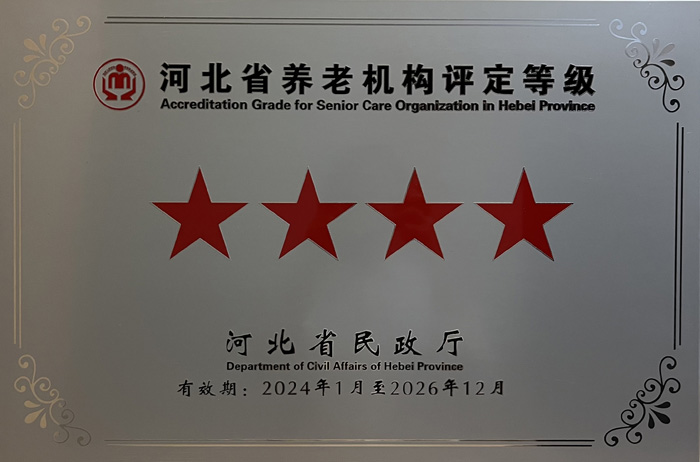 河北省养老机构评定等级
Accreditation Grade for Senior Care Organization in Hebei Province
河北省民政厅
Department of Civil Affairs of Hebei Province
有效期：2024年1月至2026年12月